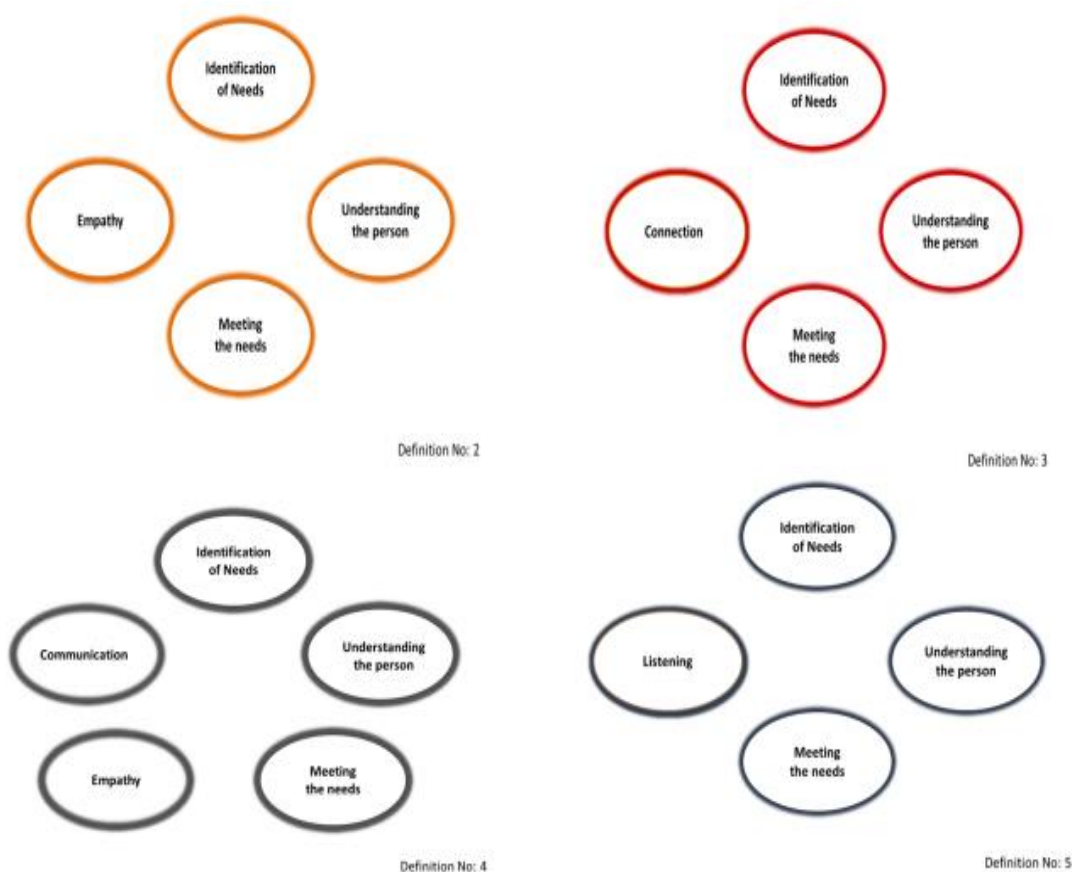 Identification
of Needs
Empathy
Understanding
the person
Meeting
the needs
Definition No: 2
Identification
of Needs
Connection
Understanding
the person
Meeting
the needs
Definition No: 3
Identification
of Needs
Communication
Understanding
the person
Empathy
Meeting
the needs
Definition No: 4
Identification
of Needs
Listening
Understanding
the person
Meeting
the needs
Definition No: 5